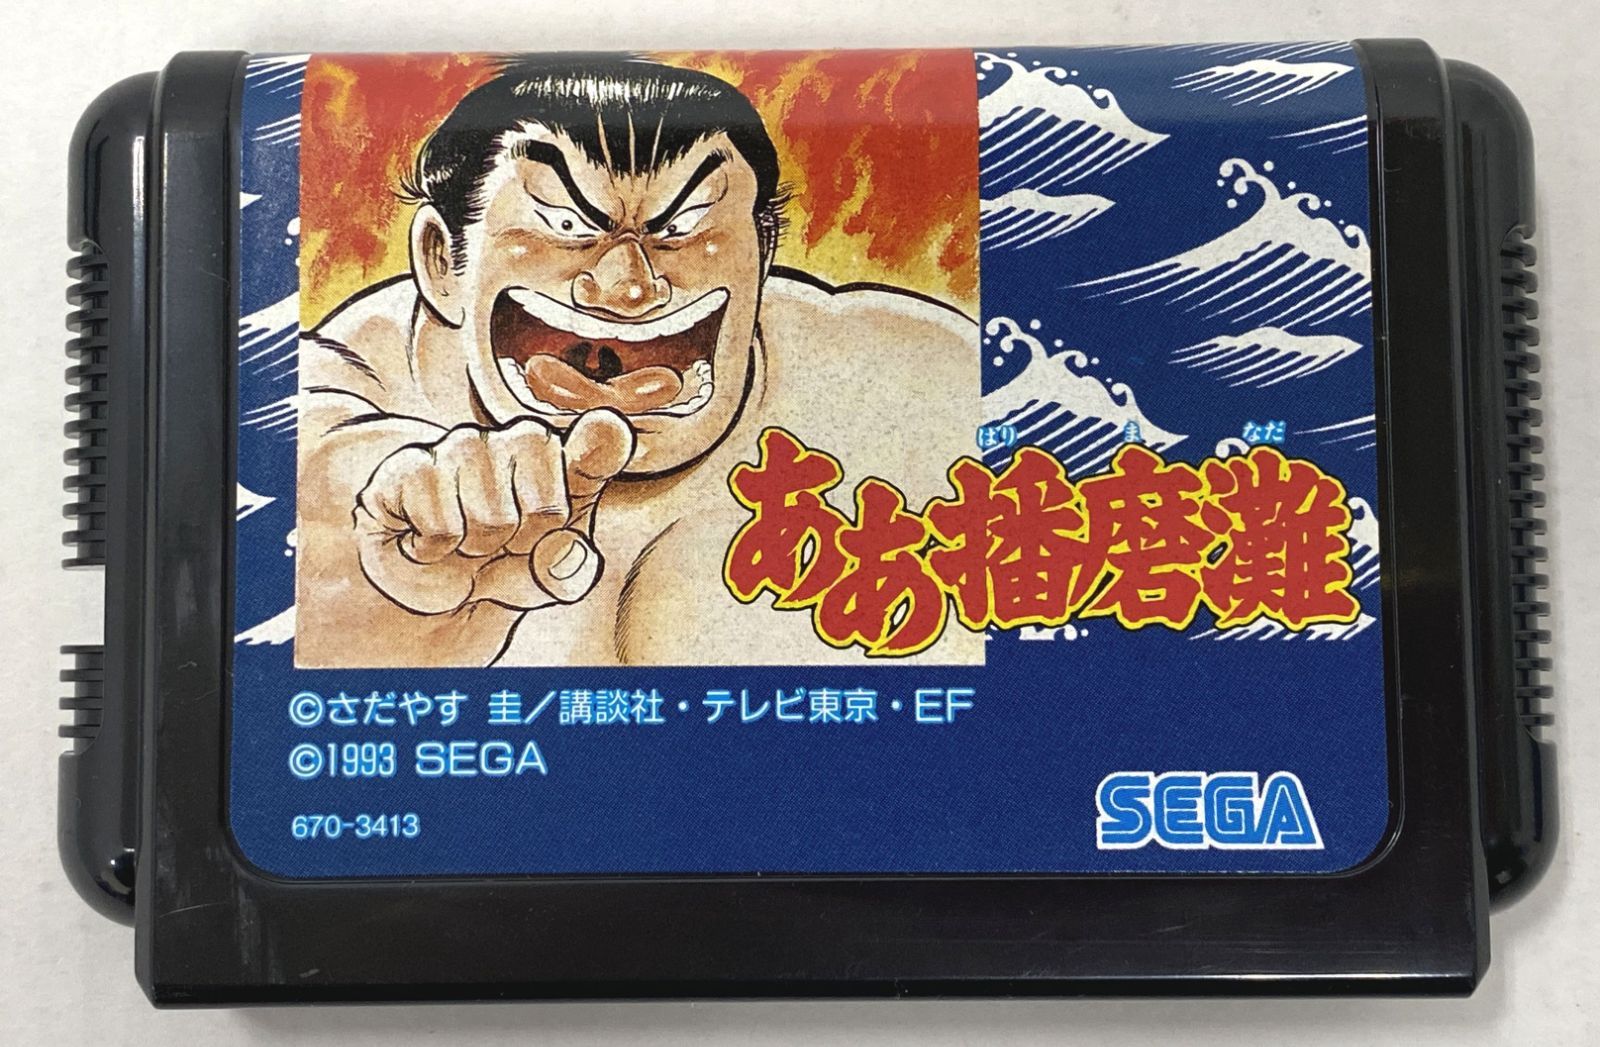 はりまなだ
ああ播磨灘
©さだやす 圭／講談社・テレビ東京・EF
©1993 SEGA
670-3413
SEGA